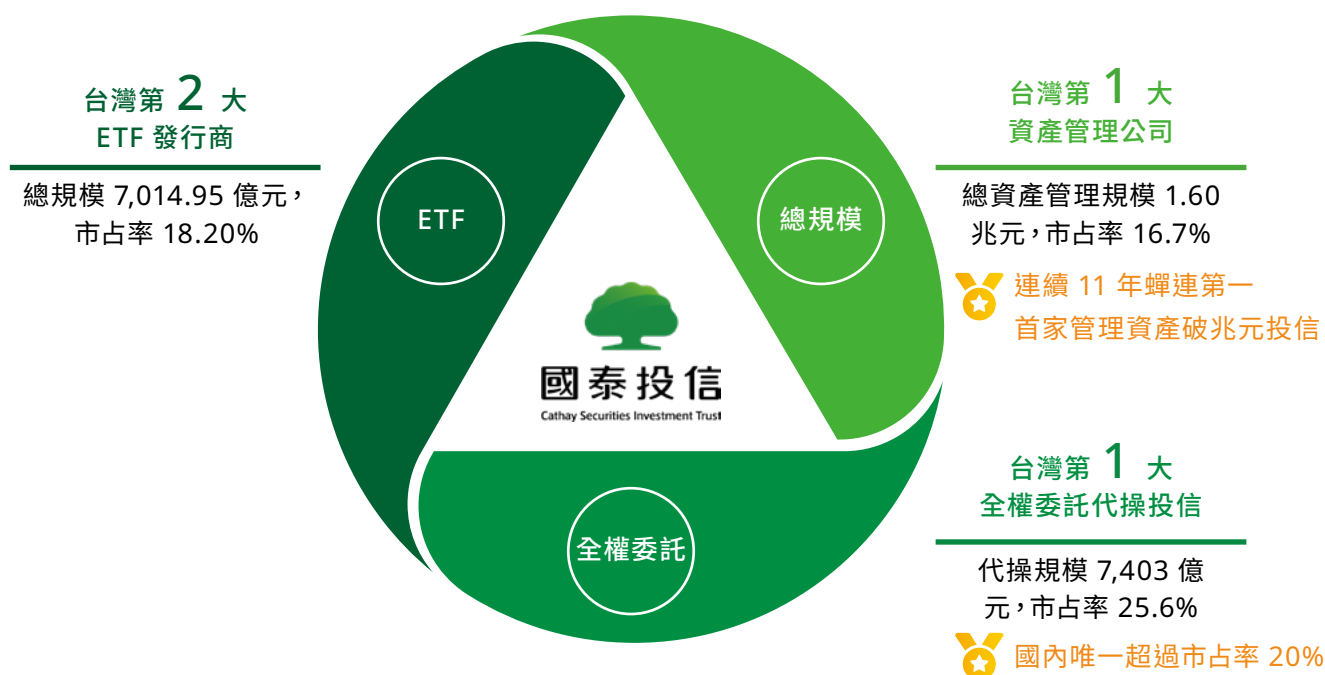 台灣第 2 大
ETF 發行商
總規模 7,014.95 億元，
市占率 18.20%
ETF
總規模
台灣第 1 大
資產管理公司
總資產管理規模 1.60
兆元，市占率 16.7%
連續 11 年蟬連第一
首家管理資產破兆元投信
國泰投信
Cathay Securities Investment Trust
全權委託
台灣第 1 大
全權委託代操投信
代操規模 7,403 億
元，市占率 25.6%
國內唯一超過市占率 20%